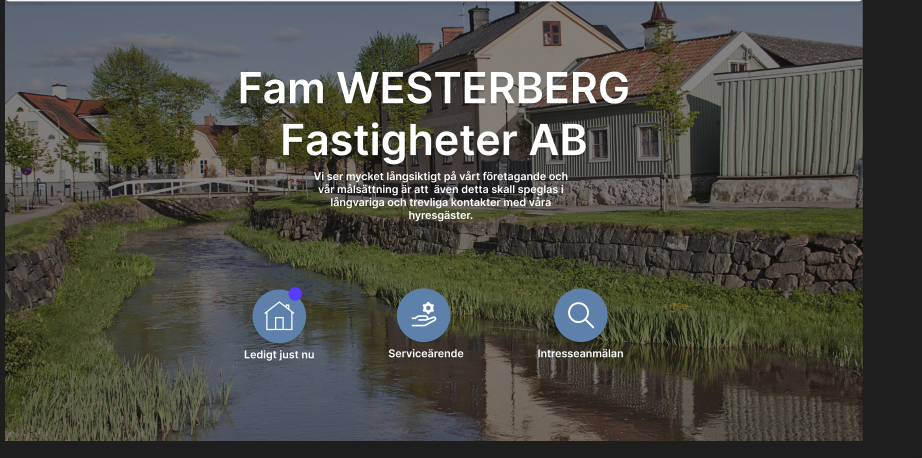 Fam WESTERBERG
Fastigheter AB
Vi ser mycket långsiktigt på vårt företagande och
vår målsättning är att  även detta skall speglas i
långvariga och trevliga kontakter med våra
hyresgäster.
Ledigt just nu
Serviceärende
Intresseanmälan